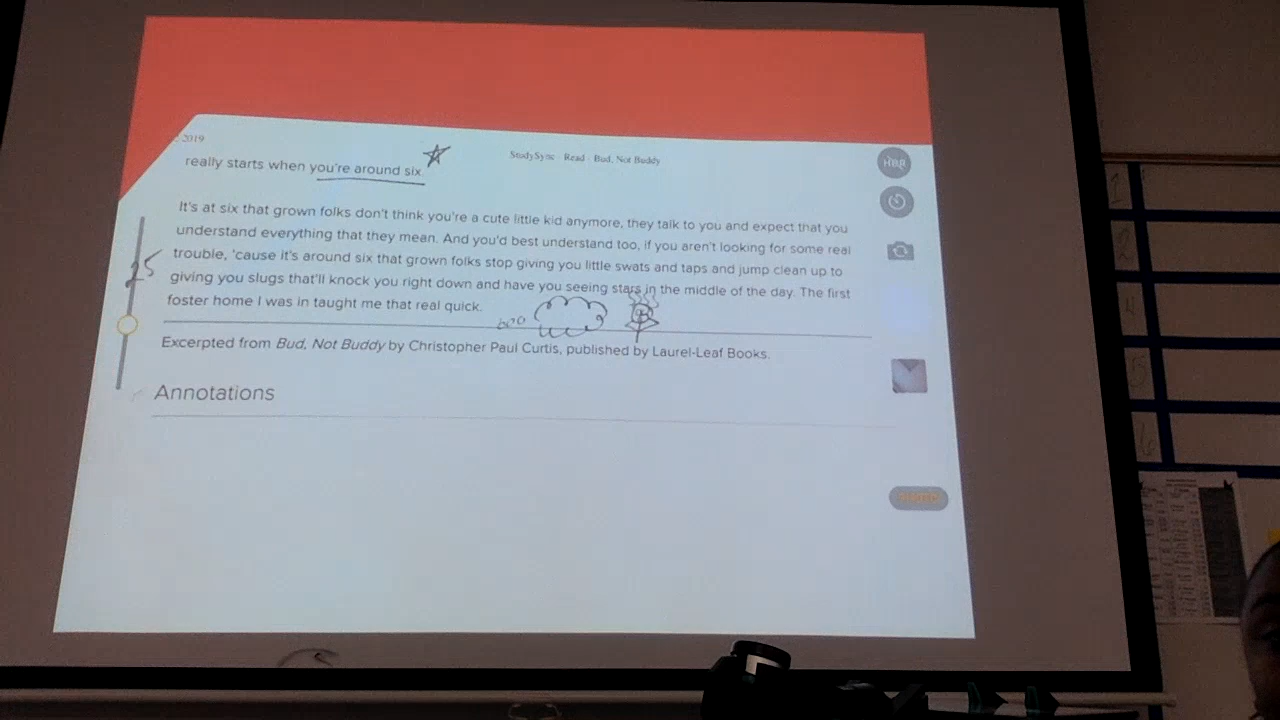 2019
StudySync - Read - Bud, Not Buddy
really starts when you're around six.
It's at six that grown folks don't think you're a cute little kid anymore, they talk to you and expect that you
understand everything that they mean. And you'd best understand too, if you aren't looking for some real
trouble, 'cause it's around six that grown folks stop giving you little swats and taps and jump clean up to
giving you slugs that'll knock you right down and have you seeing stars in the middle of the day. The first
foster home I was in taught me that real quick.
Excerpted from Bud, Not Buddy by Christopher Paul Curtis, published by Laurel-Leaf Books.
Annotations
1
2
4
5
6